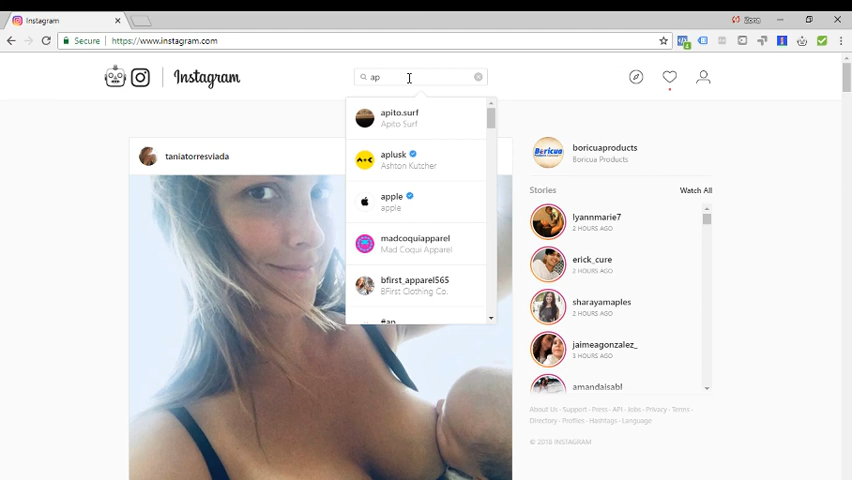 Instagram
Secure https://www.instagram.com
Instagram
ap
apito.surf
Apito Surf
aplusk
Ashton Kutcher
apple
apple
madcoquiapparel
Mad Coqui Apparel
bfirst_apparel565
BFirst Clothing Co.
#ap
taniatorresviada
boricuaproducts
Boricua Products
Stories Watch All
lyannmarie7
2 HOURS AGO
erick_cure
2 HOURS AGO
sharayamaples
2 HOURS AGO
jaimeagonzalez_
3 HOURS AGO
About Us · Support · Press · API · Jobs · Privacy · Terms ·
Directory · Profiles · Hashtags · Language
© 2018 INSTAGRAM